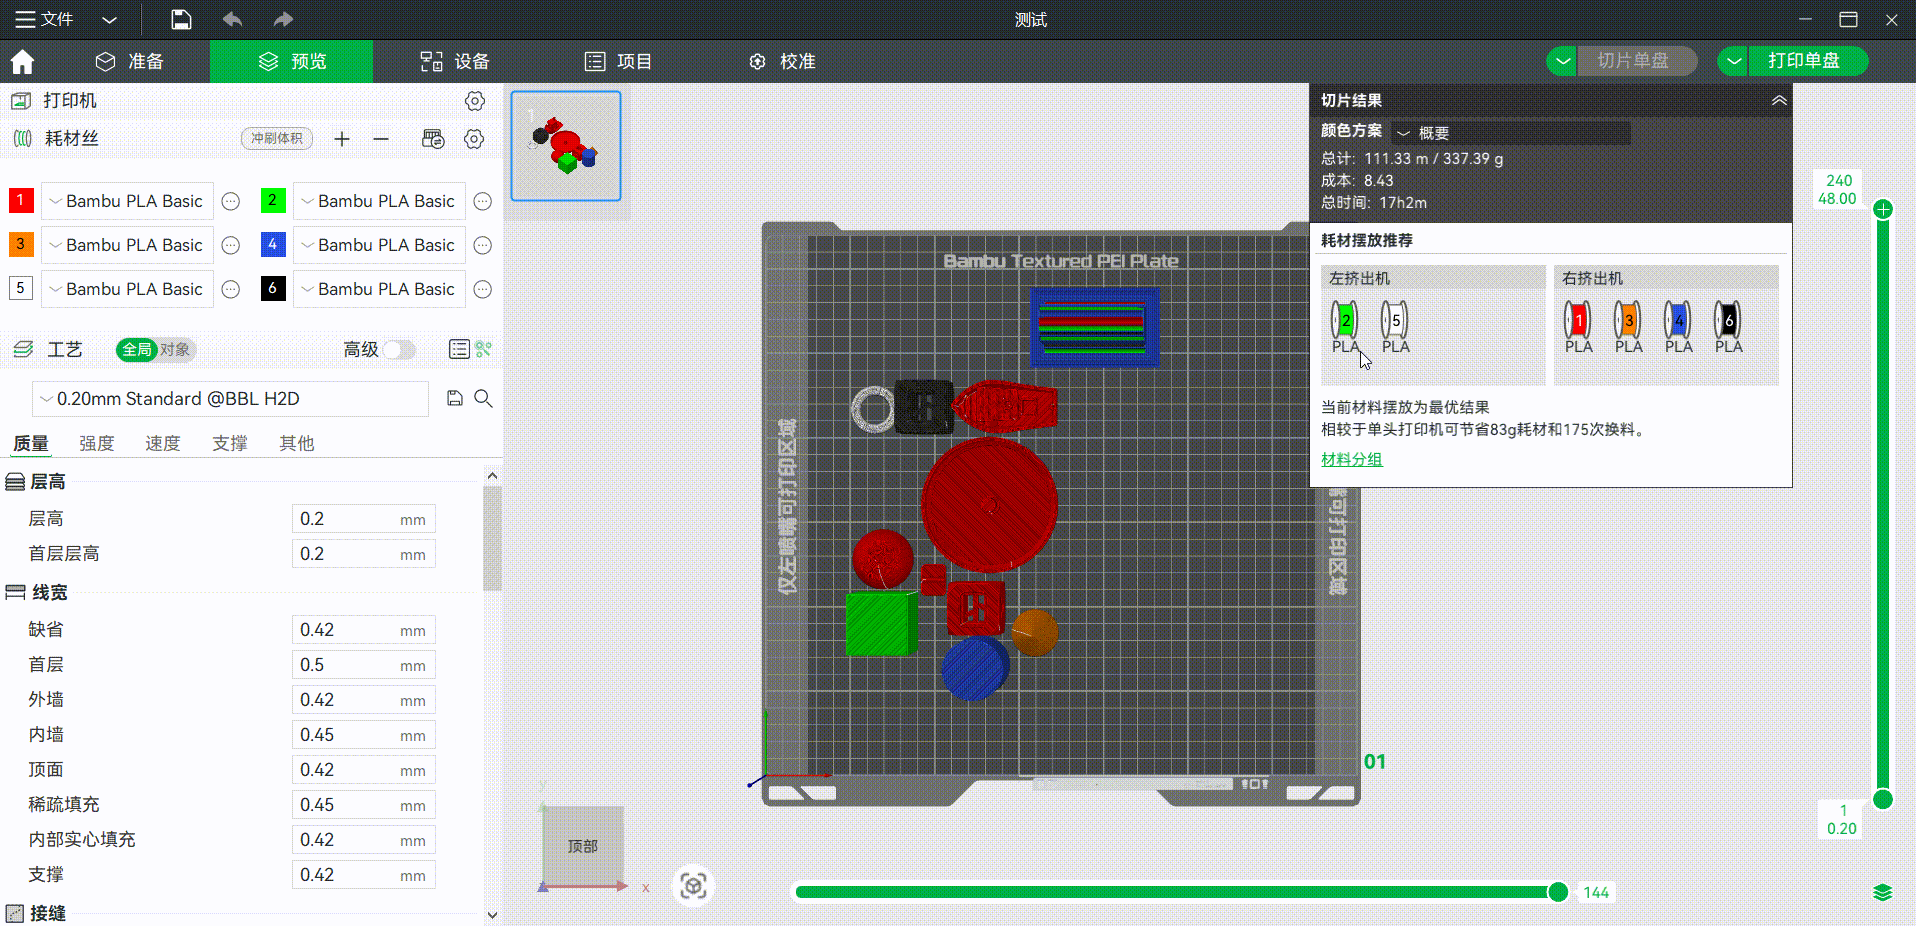 文件
测试
准备
预览
设备
项目
校准
切片单盘
打印单盘
打印机
耗材丝
冲刷体积
1 Bambu PLA Basic
2 Bambu PLA Basic
3 Bambu PLA Basic
4 Bambu PLA Basic
5 Bambu PLA Basic
6 Bambu PLA Basic
工艺
全局 对象
高级
0.20mm Standard @BBL H2D
质量 强度 速度 支撑 其他
层高
层高 0.2 mm
首层层高 0.2 mm
线宽
缺省 0.42 mm
首层 0.5 mm
外墙 0.42 mm
内墙 0.45 mm
顶面 0.42 mm
稀疏填充 0.45 mm
内部实心填充 0.42 mm
支撑 0.42 mm
接缝
1
Bambu Textured PEI Plate
仅左喷嘴可打印区域
嘴可打印区域
01
顶部
y
x
144
切片结果
颜色方案 概要
总计: 111.33 m / 337.39 g
成本: 8.43
总时间: 17h2m
耗材摆放推荐
左挤出机
2 5
PLA PLA
右挤出机
1 3 4 6
PLA PLA PLA PLA
当前材料摆放为最优结果
相较于单头打印机可节省83g耗材和175次换料。
材料分组
240
48.00
1
0.20